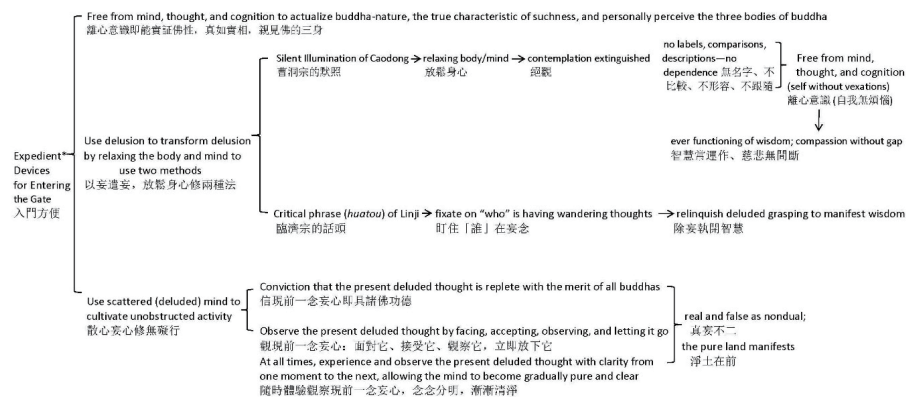 Free from mind, thought, and cognition to actualize buddha-nature, the true characteristic of suchness, and personally perceive the three bodies of buddha
離心意識即能實証佛性，真如實相，親見佛的三身
Expedient*
Devices
for Entering
the Gate
入門方便
Use delusion to transform delusion
by relaxing the body and mind to
use two methods
以妄遣妄，放鬆身心修兩種法
Silent Illumination of Caodong
曹洞宗的默照
relaxing body/mind
放鬆身心
contemplation extinguished
絕觀
no labels, comparisons,
descriptions—no
dependence 無名字、不
比較、不形容、不跟隨
Free from mind,
thought, and cognition
(self without vexations)
離心意識 (自我無煩惱)
ever functioning of wisdom; compassion without gap
智慧常運作、慈悲無間斷
Critical phrase (huatou) of Linji
臨濟宗的話頭
fixate on “who” is having wandering thoughts
盯住「誰」在妄念
relinquish deluded grasping to manifest wisdom
除妄執開智慧
Use scattered (deluded) mind to
cultivate unobstructed activity
散心妄心修無礙行
Conviction that the present deluded thought is replete with the merit of all buddhas
信現前一念妄心即具諸佛功德
Observe the present deluded thought by facing, accepting, observing, and letting it go
觀現前一念妄心：面對它、接受它、觀察它，立即放下它
At all times, experience and observe the present deluded thought with clarity from
one moment to the next, allowing the mind to become gradually pure and clear
隨時體驗觀察現前一念妄心，念念分明，漸漸清淨
real and false as nondual;
真妄不二
the pure land manifests
淨土在前